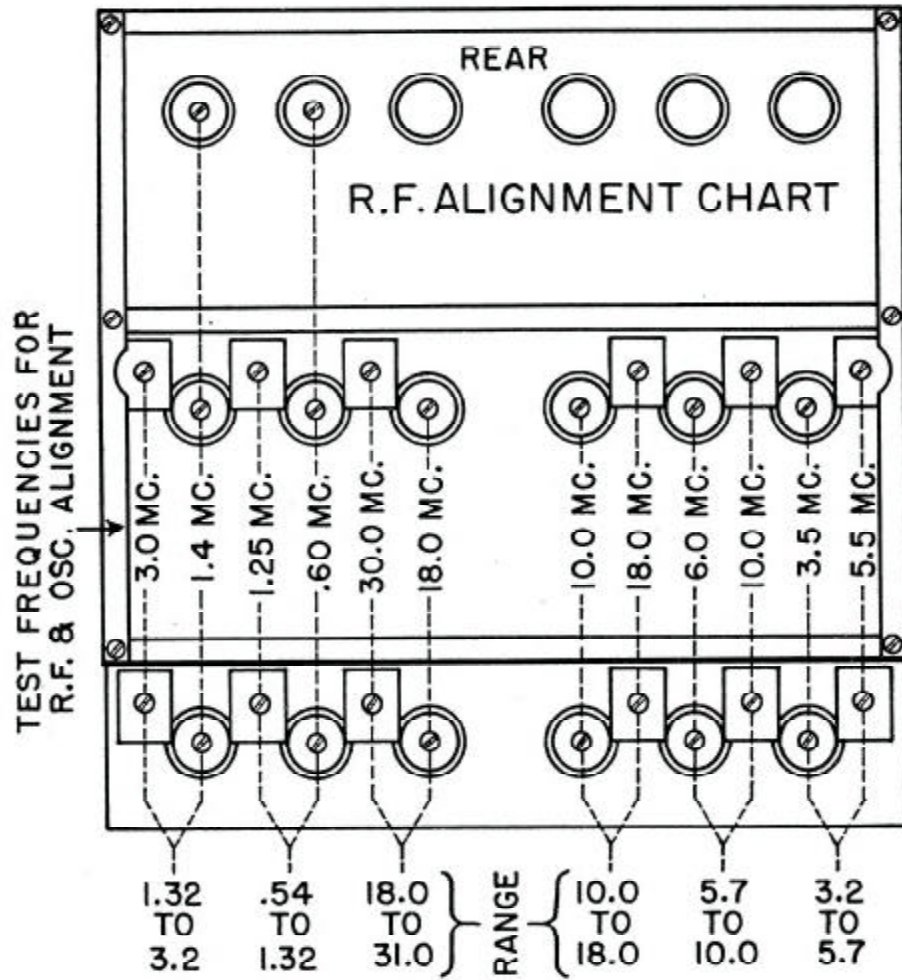 REAR
R.F. ALIGNMENT CHART
TEST FREQUENCIES FOR
R.F. & OSC. ALIGNMENT
3.0 MC.
1.4 MC.
1.25 MC.
.60 MC.
30.0 MC.
18.0 MC.
10.0 MC.
18.0 MC.
6.0 MC.
10.0 MC.
3.5 MC.
5.5 MC.
1.32
TO
3.2
.54
TO
1.32
18.0
TO
31.0
RANGE
10.0
TO
18.0
5.7
TO
10.0
3.2
TO
5.7